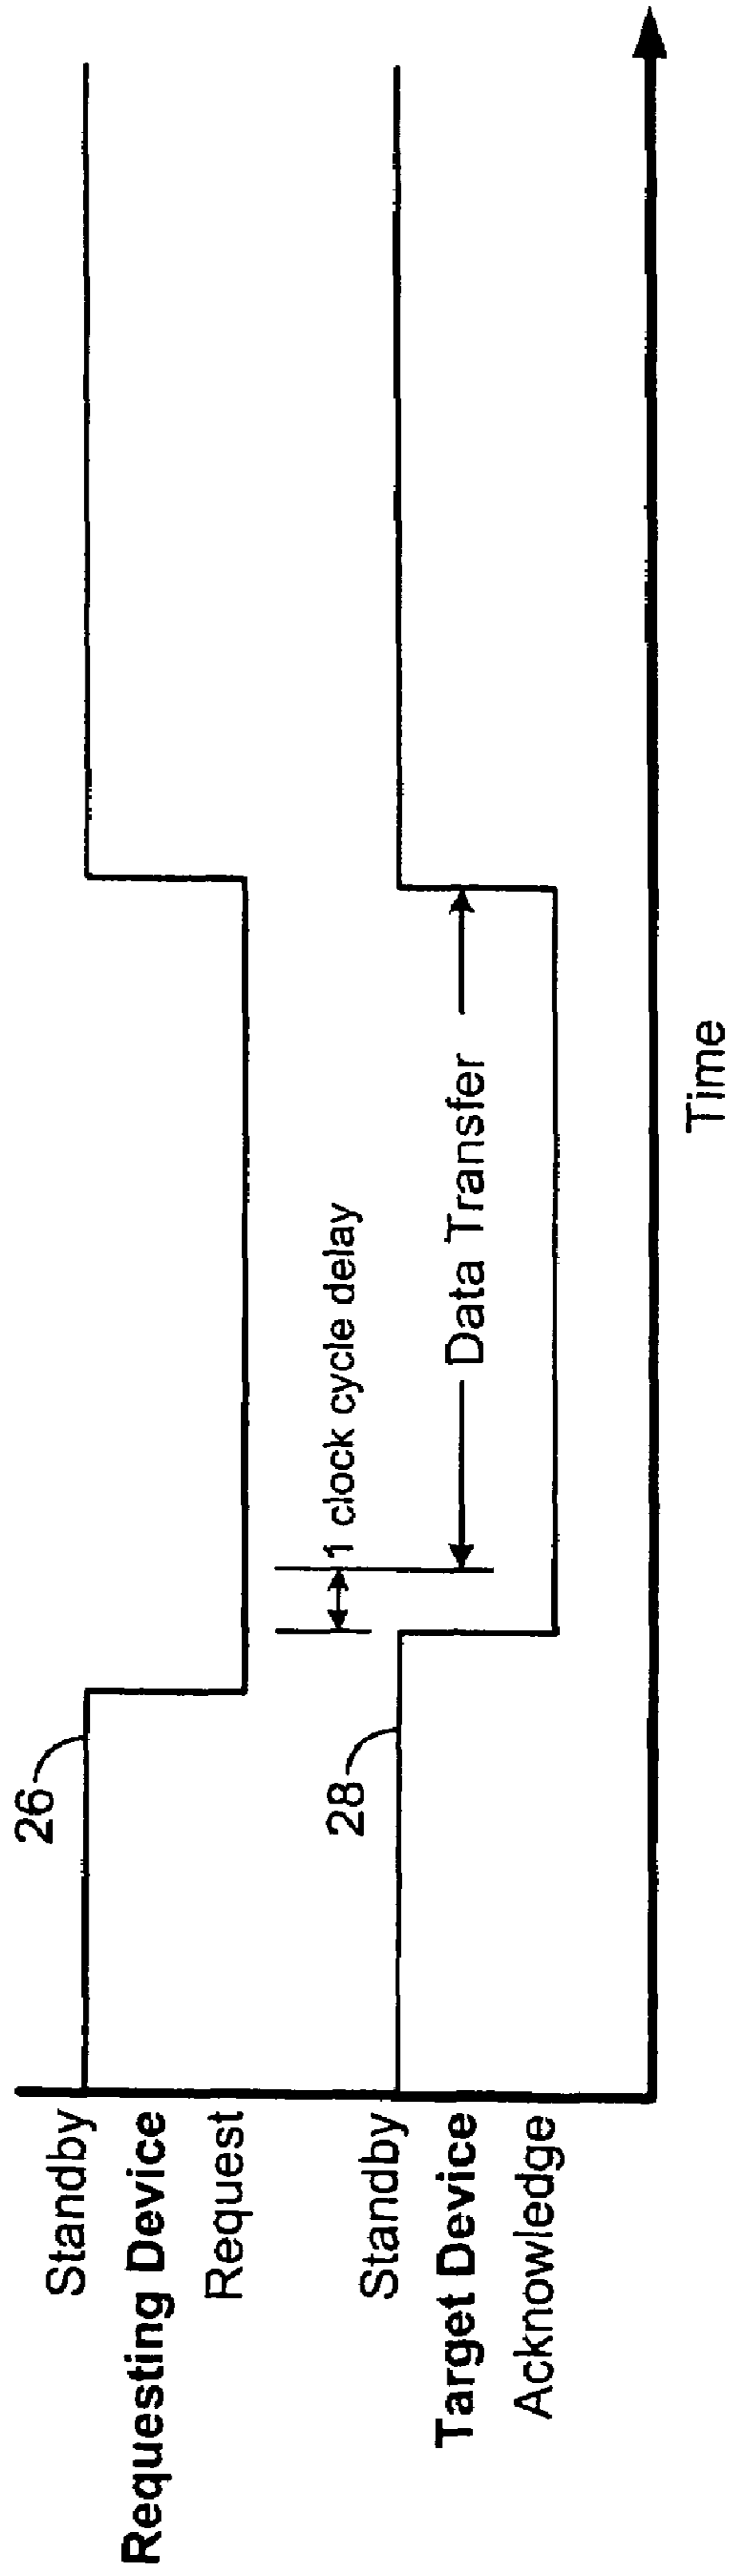 Standby
Requesting Device
Request
26
1 clock cycle delay
Standby
Target Device
Acknowledge
28
Data Transfer
Time